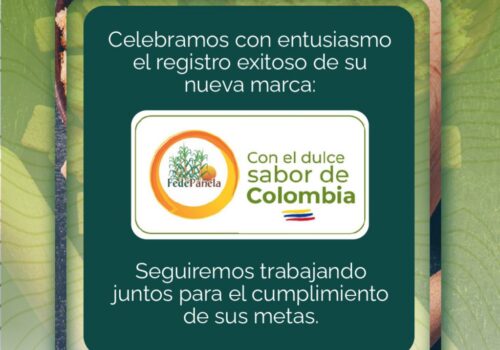 Celebramos con entusiasmo
el registro exitoso de su
nueva marca:
FedePanela
Con el dulce
sabor de
Colombia
Seguiremos trabajando
juntos para el cumplimiento
de sus metas.